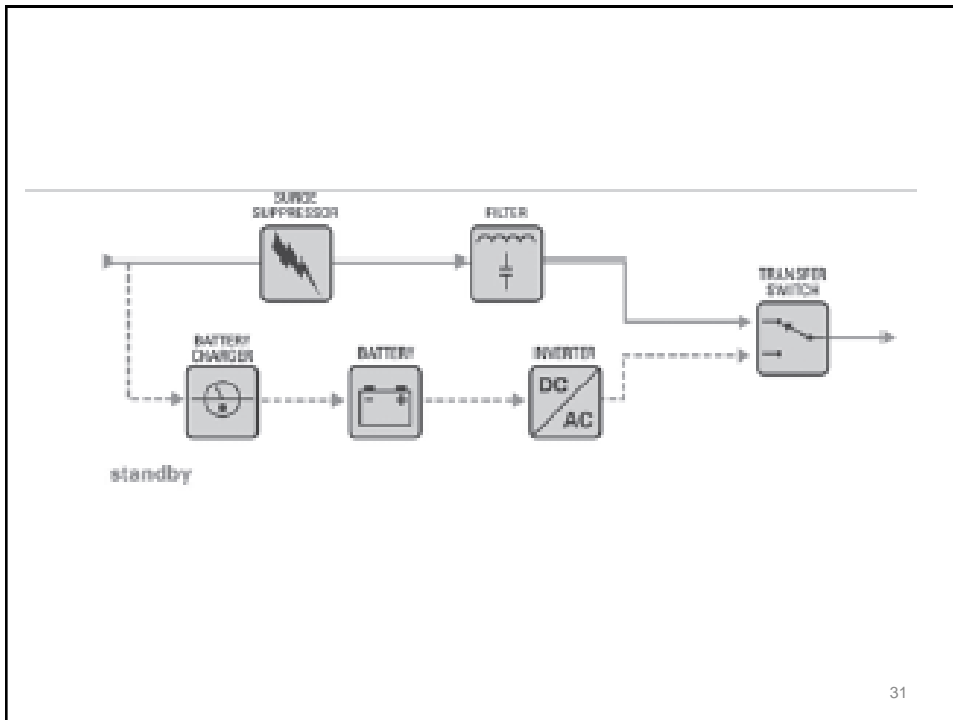 SURGE
SUPPRESSOR
FILTER
TRANSFER
SWITCH
BATTERY
CHARGER
BATTERY
INVERTER
DC
AC
standby
31